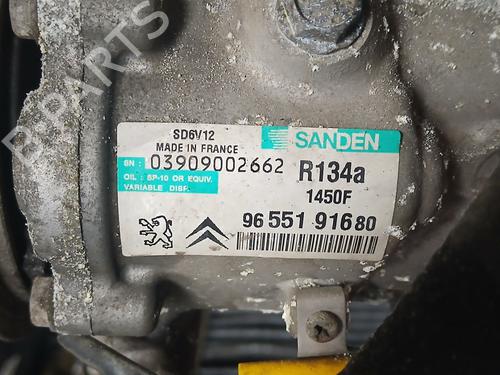 SD6V12
MADE IN FRANCE
SANDEN
SN: 03909002662
OIL: SP-10 OR EQUIV.
VARIABLE DISP.
R134a
1450F
96 551 916 80
B-PARTS